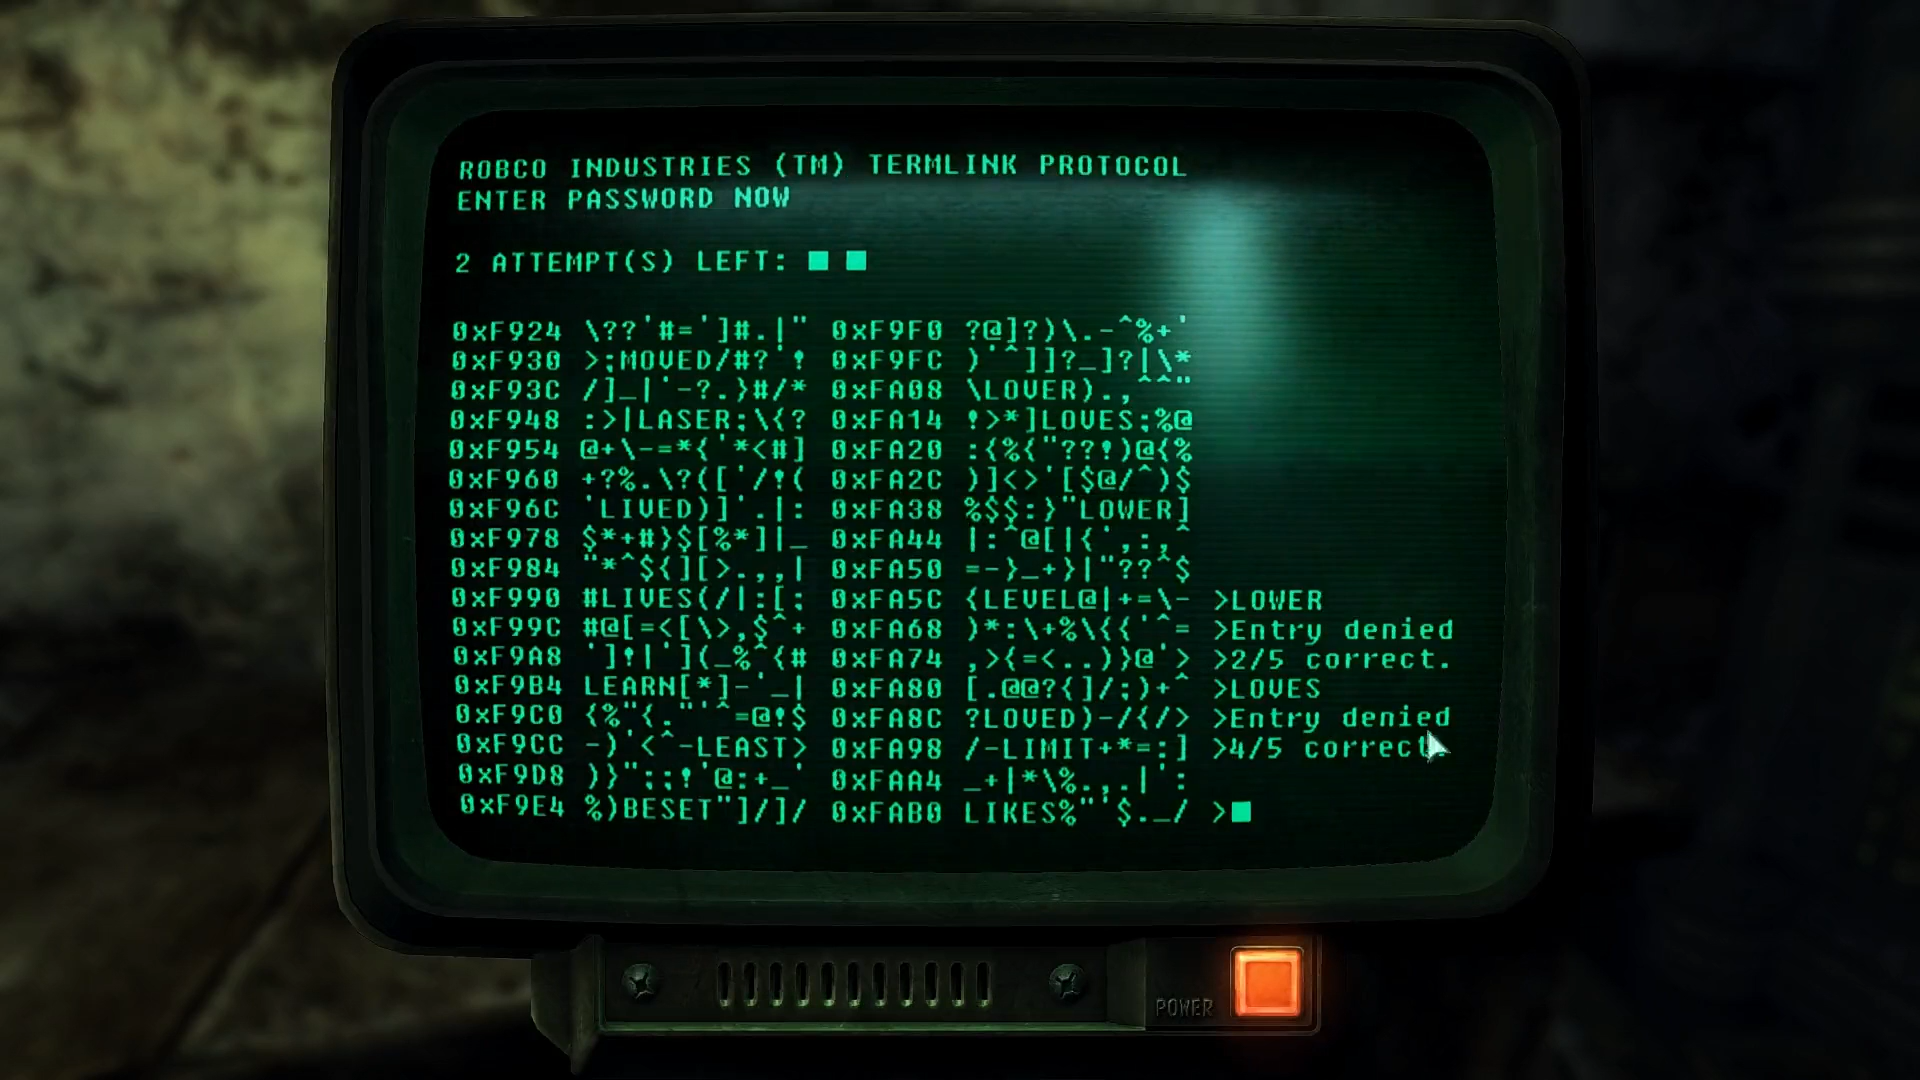 ROBCO INDUSTRIES (TM) TERMLINK PROTOCOL
ENTER PASSWORD NOW
2 ATTEMPT(S) LEFT: ■ ■
0xF924 \??'#=']#.|" 0xF9F0 ?@]?)\.-^%+'
0xF930 >;MOVED/#?'! 0xF9FC )'^]]?_]?|\*
0xF93C /]_|'-?.}#/* 0xFA08 \LOVER).,^^"
0xF948 :>|LASER;\{? 0xFA14 !>*]LOVES;%@
0xF954 @+\-=*{'*<#] 0xFA20 :{%{"??!)@{%
0xF960 +?%.\?(['/!( 0xFA2C )]<>'[$@/^)$
0xF96C 'LIVED)]'.|: 0xFA38 %$$:}"LOWER]
0xF978 $*+#}$[%*]|_ 0xFA44 |:^@[|{',:,^
0xF984 "*^${][>.,,| 0xFA50 =-}_+}|"??^$
0xF990 #LIVES(/|:[; 0xFA5C {LEVEL@|+=\- >LOWER
0xF99C #@[=<[\>,$^+ 0xFA68 )*:\+%\{{'^= >Entry denied
0xF9A8 ']!|'](_%^{# 0xFA74 ,>{=<..)}@'> >2/5 correct.
0xF9B4 LEARN[*]-'_| 0xFA80 [.@@?{]/;)+^ >LOVES
0xF9C0 {%"{."'^=@!$ 0xFA8C ?LOVED)-/{/> >Entry denied
0xF9CC -)'<^-LEAST> 0xFA98 /-LIMIT+*=:] >4/5 correct.
0xF9D8 )}";;!'@:+_' 0xFAA4 _+|*\%.,.|':
0xF9E4 %)BESET"]/]/ 0xFAB0 LIKES%"'$._/ >■
POWER